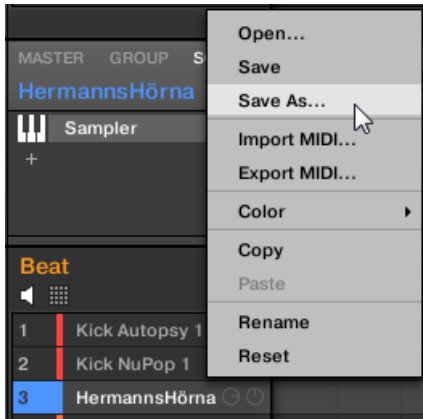 MASTER GROUP S
HermannsHörna
Sampler
+
Open...
Save
Save As...
Import MIDI...
Export MIDI...
Color
Copy
Paste
Rename
Reset
Beat
1 Kick Autopsy 1
2 Kick NuPop 1
3 HermannsHörna